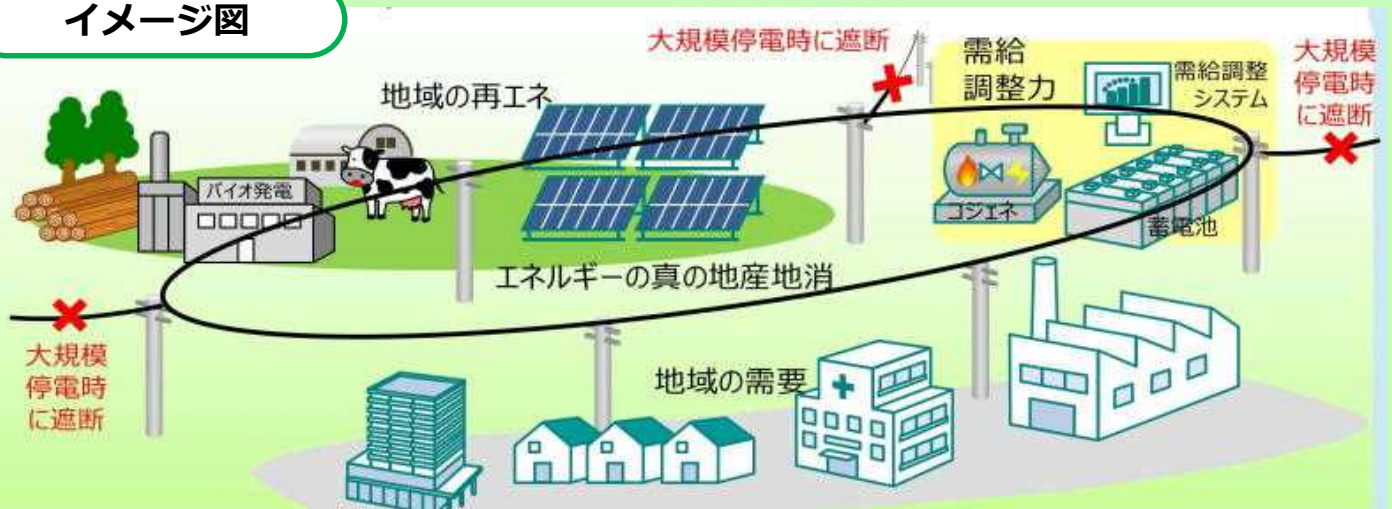 イメージ図
大規模停電時に遮断
需給
調整力
需給調整
システム
大規模
停電時
に遮断
地域の再エネ
バイオ発電
コジェネ
蓄電池
エネルギーの真の地産地消
大規模
停電時
に遮断
地域の需要